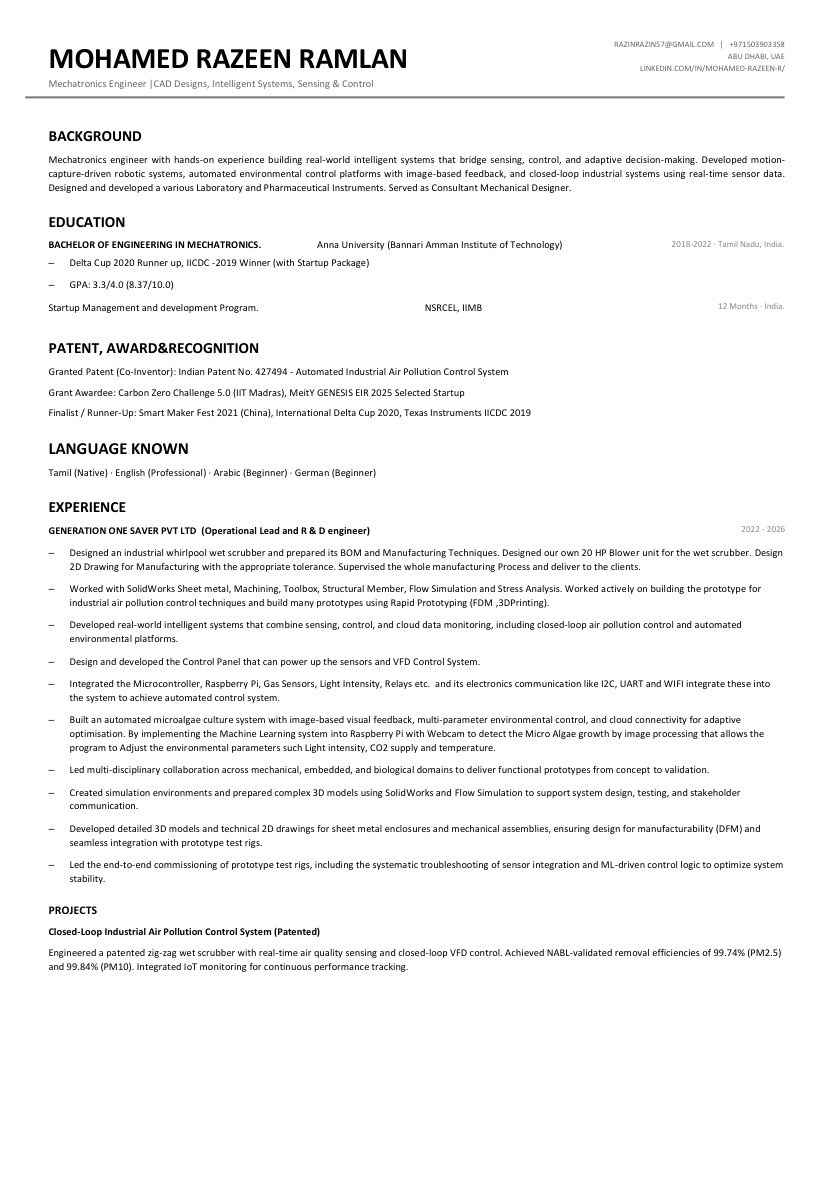 MOHAMED RAZEEN RAMLAN
RAZINRAZIN57@GMAIL.COM | +971503903358
ABU DHABI, UAE
LINKEDIN.COM/IN/MOHAMED-RAZEEN-R/
Mechatronics Engineer |CAD Designs, Intelligent Systems, Sensing & Control
BACKGROUND
Mechatronics engineer with hands-on experience building real-world intelligent systems that bridge sensing, control, and adaptive decision-making. Developed motion-
capture-driven robotic systems, automated environmental control platforms with image-based feedback, and closed-loop industrial systems using real-time sensor data.
Designed and developed a various Laboratory and Pharmaceutical Instruments. Served as Consultant Mechanical Designer.
EDUCATION
BACHELOR OF ENGINEERING IN MECHATRONICS. Anna University (Bannari Amman Institute of Technology) 2018-2022 · Tamil Nadu, India.
– Delta Cup 2020 Runner up, IICDC -2019 Winner (with Startup Package)
– GPA: 3.3/4.0 (8.37/10.0)
Startup Management and development Program. NSRCEL, IIMB 12 Months · India.
PATENT, AWARD&RECOGNITION
Granted Patent (Co-Inventor): Indian Patent No. 427494 - Automated Industrial Air Pollution Control System
Grant Awardee: Carbon Zero Challenge 5.0 (IIT Madras), MeitY GENESIS EIR 2025 Selected Startup
Finalist / Runner-Up: Smart Maker Fest 2021 (China), International Delta Cup 2020, Texas Instruments IICDC 2019
LANGUAGE KNOWN
Tamil (Native) · English (Professional) · Arabic (Beginner) · German (Beginner)
EXPERIENCE
GENERATION ONE SAVER PVT LTD (Operational Lead and R & D engineer) 2022 - 2026
– Designed an industrial whirlpool wet scrubber and prepared its BOM and Manufacturing Techniques. Designed our own 20 HP Blower unit for the wet scrubber. Design
2D Drawing for Manufacturing with the appropriate tolerance. Supervised the whole manufacturing Process and deliver to the clients.
– Worked with SolidWorks Sheet metal, Machining, Toolbox, Structural Member, Flow Simulation and Stress Analysis. Worked actively on building the prototype for
industrial air pollution control techniques and build many prototypes using Rapid Prototyping (FDM ,3DPrinting).
– Developed real-world intelligent systems that combine sensing, control, and cloud data monitoring, including closed-loop air pollution control and automated
environmental platforms.
– Design and developed the Control Panel that can power up the sensors and VFD Control System.
– Integrated the Microcontroller, Raspberry Pi, Gas Sensors, Light Intensity, Relays etc. and its electronics communication like I2C, UART and WIFI integrate these into
the system to achieve automated control system.
– Built an automated microalgae culture system with image-based visual feedback, multi-parameter environmental control, and cloud connectivity for adaptive
optimisation. By implementing the Machine Learning system into Raspberry Pi with Webcam to detect the Micro Algae growth by image processing that allows the
program to Adjust the environmental parameters such Light intensity, CO2 supply and temperature.
– Led multi-disciplinary collaboration across mechanical, embedded, and biological domains to deliver functional prototypes from concept to validation.
– Created simulation environments and prepared complex 3D models using SolidWorks and Flow Simulation to support system design, testing, and stakeholder
communication.
– Developed detailed 3D models and technical 2D drawings for sheet metal enclosures and mechanical assemblies, ensuring design for manufacturability (DFM) and
seamless integration with prototype test rigs.
– Led the end-to-end commissioning of prototype test rigs, including the systematic troubleshooting of sensor integration and ML-driven control logic to optimize system
stability.
PROJECTS
Closed-Loop Industrial Air Pollution Control System (Patented)
Engineered a patented zig-zag wet scrubber with real-time air quality sensing and closed-loop VFD control. Achieved NABL-validated removal efficiencies of 99.74% (PM2.5)
and 99.84% (PM10). Integrated IoT monitoring for continuous performance tracking.